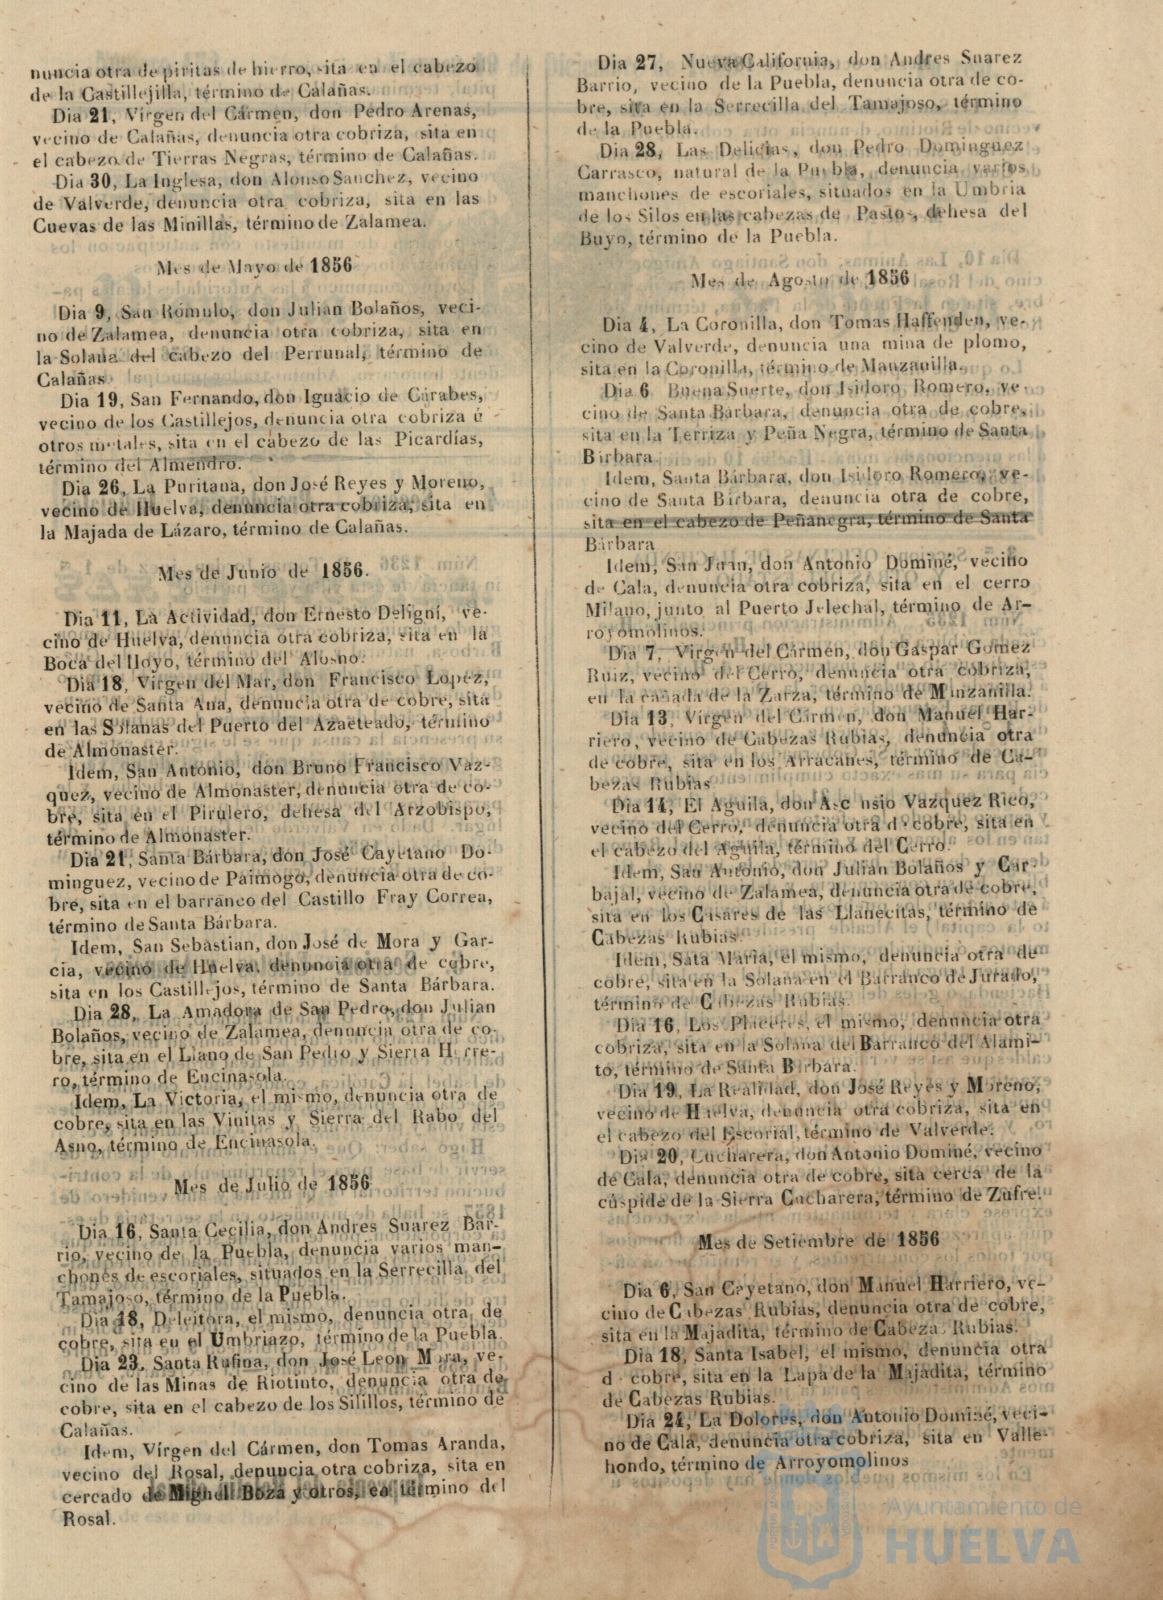 nuncia otra de piritas de hierro, sita en el cabezo
de la Castillejilla, término de Calañas.
Dia 21, Virgen del Cármen, don Pedro Arenas,
vecino de Calañas, denuncia otra cobriza, sita en
el cabezo de Tierras Negras, término de Calañas.
Dia 30, La Inglesa, don Alonso Sanchez, vecino
de Valverde, denuncia otra cobriza, sita en las
Cuevas de las Minillas, término de Zalamea.
Mes de Mayo de 1856
Dia 9, San Rómulo, don Julian Bolaños, veci-
no de Zalamea, denuncia otra cobriza, sita en
la Solana del cabezo del Perrunal, término de
Calañas
Dia 19, San Fernando, don Ignacio de Cárabes,
vecino de los Castillejos, denuncia otra cobriza ú
otros metales, sita en el cabezo de las Picardías,
término del Almendro.
Dia 26, La Puritana, don José Reyes y Moreno,
vecino de Huelva, denuncia otra cobriza, sita en
la Majada de Lázaro, término de Calañas.
Mes de Junio de 1856.
Dia 11, La Actividad, don Ernesto Deligní, ve-
cino de Huelva, denuncia otra cobriza, sita en la
Boca del Hoyo, término del Alosno.
Dia 18, Virgen del Mar, don Francisco Lopez,
vecino de Santa Ana, denuncia otra de cobre, sita
en las Solanas del Puerto del Azaeteado, término
de Almonaster.
Idem, San Antonio, don Bruno Francisco Vaz-
quez, vecino de Almonaster, denuncia otra de co-
bre, sita en el Pirulero, dehesa del Arzobispo,
término de Almonaster.
Dia 21, Santa Bárbara, don José Cayetano Do-
minguez, vecino de Paimogo, denuncia otra de co-
bre, sita en el barranco del Castillo Fray Correa,
término de Santa Bárbara.
Idem, San Sebastian, don José de Mora y Gar-
cia, vecino de Huelva, denuncia otra de cobre,
sita en los Castillejos, término de Santa Bárbara.
Dia 28, La Amadora de San Pedro, don Julian
Bolaños, vecino de Zalamea, denuncia otra de co-
bre, sita en el Llano de San Pedro y Sierra Herre-
ro, término de Encinasola.
Idem, La Victoria, el mismo, denuncia otra de
cobre, sita en las Viñitas y Sierra del Rabo del
Asno, término de Encinasola.
Mes de Julio de 1856
Dia 16, Santa Cecilia, don Andres Suarez Bar-
rio, vecino de la Puebla, denuncia varios man-
chones de escoriales, situados en la Serrecilla del
Tamajoso, término de la Puebla.
Dia 18, Deleitora, el mismo, denuncia otra de
cobre, sita en el Umbriazo, término de la Puebla.
Dia 23, Santa Rufina, don José Leon Mora, ve-
cino de las Minas de Riotinto, denuncia otra de
cobre, sita en el cabezo de los Silillos, término de
Calañas.
Idem, Vírgen del Cármen, don Tomas Aranda,
vecino del Rosal, denuncia otra cobriza, sita en
cercado de Miguel Boza y otros, en término del
Rosal.
Dia 27, Nueva California, don Andres Suarez
Barrio, vecino de la Puebla, denuncia otra de co-
bre, sita en la Serrecilla del Tamajoso, término
de la Puebla.
Dia 28, Las Delicias, don Pedro Dominguez
Carrasco, natural de la Puebla, denuncia varios
manchones de escoriales, situados en la Umbria
de los Silos en las cabezas de Pastos, dehesa del
Buyo, término de la Puebla.
Mes de Agosto de 1856
Dia 4, La Coronilla, don Tomas Haffenden, ve-
cino de Valverde, denuncia una mina de plomo,
sita en la Coronilla, término de Manzanilla.
Dia 6 Buena Suerte, don Isidoro Romero, ve-
cino de Santa Bárbara, denuncia otra de cobre,
sita en la Terriza y Peña Negra, término de Santa
Bárbara
Idem, Santa Bárbara, don Isidoro Romero, ve-
cino de Santa Bárbara, denuncia otra de cobre,
sita en el cabezo de Peñanegra, término de Santa
Bárbara
Idem, San Juan, don Antonio Dominé, vecino
de Cala, denuncia otra cobriza, sita en el cerro
Milano, junto al Puerto Jelechal, término de Ar-
royomolinos.
Dia 7, Virgen del Cármen, don Gaspar Gomez
Ruiz, vecino del Cerro, denuncia otra cobriza,
en la cañada de la Zarza, término de Manzanilla.
Dia 13, Virgen del Cármen, don Manuel Har-
riero, vecino de Cabezas Rubias, denuncia otra
de cobre, sita en los Arracanes, término de Ca-
bezas Rubias
Dia 14, El Aguila, don Ascensio Vazquez Rico,
vecino del Cerro, denuncia otra de cobre, sita en
el cabezo del Aguila, término del Cerro.
Idem, San Antonio, don Julian Bolaños y Car-
bajal, vecino de Zalamea, denuncia otra de cobre,
sita en los Casares de las Llanecitas, término de
Cabezas Rubias.
Idem, Sata Maria, el mismo, denuncia otra de
cobre, sita en la Solana en el Barranco de Jurado,
término de Cabezas Rubias.
Dia 16, Los Placeres, el mismo, denuncia otra
cobriza, sita en la Solana del Barranco del Alami-
to, término de Santa Bárbara.
Dia 19, La Realidad, don José Reyes y Moreno,
vecino de Huelva, denuncia otra cobriza, sita en
el cabezo del Escorial, término de Valverde.
Dia 20, Cucharera, don Antonio Dominé, vecino
de Cala, denuncia otra de cobre, sita cerca de la
cúspide de la Sierra Cucharera, término de Zufre.
Mes de Setiembre de 1856
Dia 6, San Cayetano, don Manuel Harriero, ve-
cino de Cabezas Rubias, denuncia otra de cobre,
sita en la Majadita, término de Cabezas Rubias.
Dia 18, Santa Isabel, el mismo, denuncia otra
de cobre, sita en la Lapa de la Majadita, término
de Cabezas Rubias.
Dia 24, La Dolores, don Antonio Dominé, veci-
no de Cala, denuncia otra cobriza, sita en Valle-
hondo, término de Arroyomolinos
Ayuntamiento de
HUELVA